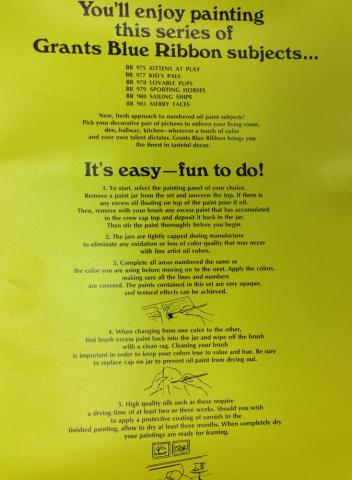 You'll enjoy painting
this series of
Grants Blue Ribbon subjects...
BR 975 KITTENS AT PLAY
BR 977 KID'S PALS
BR 978 LOVABLE PUPS
BR 979 SPORTING HORSES
BR 980 SAILING SHIPS
BR 981 MERRY FACES
New, fresh approach to numbered oil paint subjects!
Pick your decorative pair of pictures to enliven your living room,
den, hallway, kitchen—wherever a touch of color
and your own talent dictates. Grants Blue Ribbon brings you
the finest in tasteful decor.
It's easy—fun to do!
1. To start, select the painting panel of your choice.
Remove a paint jar from the set and unscrew the top. If there is
any excess oil floating on top of the paint pour it off.
Then, remove with your brush any excess paint that has accumulated
in the crew cap top and deposit it back in the jar.
Then stir the paint thoroughly before you begin.
2. The jars are tightly capped during manufacture
to eliminate any oxidation or loss of color quality that may occur
with fine artist oil colors.
3. Complete all areas numbered the same as
the color you are using before moving on to the next. Apply the colors,
making sure all the lines and numbers
are covered. The paints contained in this set are very opaque,
and textural effects can be achieved.
4. When changing from one color to the other,
first brush excess paint back into the jar and wipe off the brush
with a clean rag. Cleaning your brush
is important in order to keep your colors true to value and hue. Be sure
to replace cap on jar to prevent oil paint from drying out.
5. High quality oils such as these require
a drying time of at least two or three weeks. Should you wish
to apply a protective coating of varnish to the
finished painting, allow to dry at least three months. When completely dry
your paintings are ready for framing.